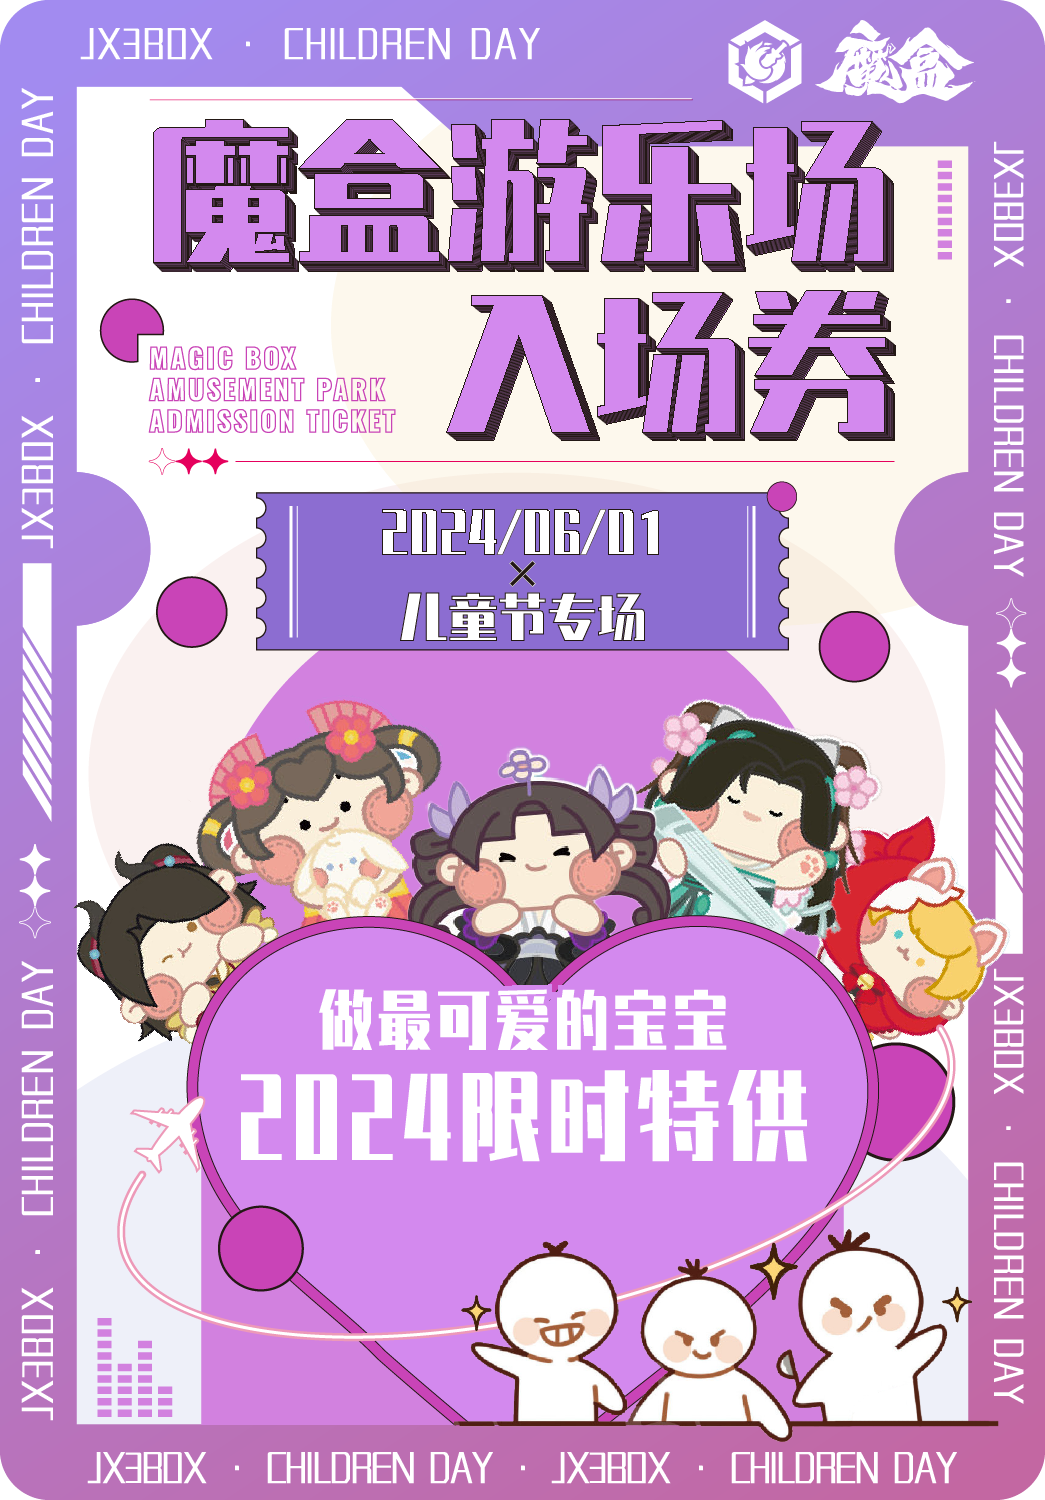 JX3BOX · CHILDREN DAY
魔盒
魔盒游乐场
入场券
MAGIC BOX
AMUSEMENT PARK
ADMISSION TICKET
2024/06/01
×
儿童节专场
做最可爱的宝宝
2024限时特供
JX3BOX · CHILDREN DAY
JX3BOX · CHILDREN DAY
JX3BOX · CHILDREN DAY
JX3BOX · CHILDREN DAY
JX3BOX · CHILDREN DAY · JX3BOX · CHILDREN DAY